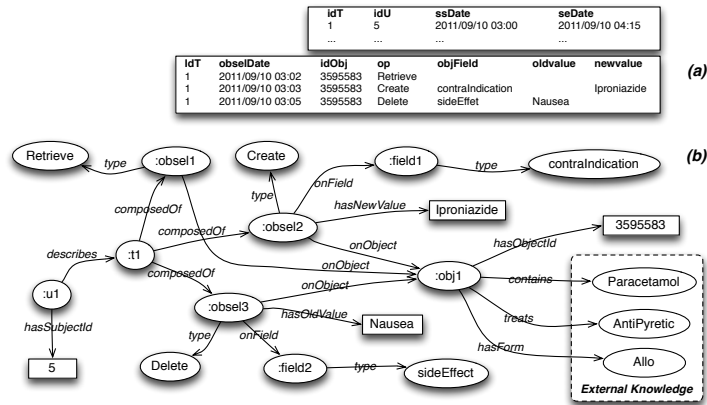 idT idU ssDate seDate
1 5 2011/09/10 03:00 2011/09/10 04:15
... ... ... ...
IdT obselDate idObj op objField oldvalue newvalue
1 2011/09/10 03:02 3595583 Retrieve
1 2011/09/10 03:03 3595583 Create contraIndication Iproniazide
1 2011/09/10 03:05 3595583 Delete sideEffet Nausea
(a)
(b)
Retrieve
type
:obsel1
Create
:field1
type
contraIndication
type
onField
composedOf
hasNewValue
Iproniazide
composedOf
:obsel2
3595583
describes
:t1
onObject
hasObjectId
composedOf
onObject
:obj1
contains
Paracetamol
:u1
onObject
:obsel3
hasOldValue
Nausea
treats
AntiPyretic
hasSubjectId
type
onField
hasForm
Allo
5
Delete
:field2
type
sideEffect
External Knowledge